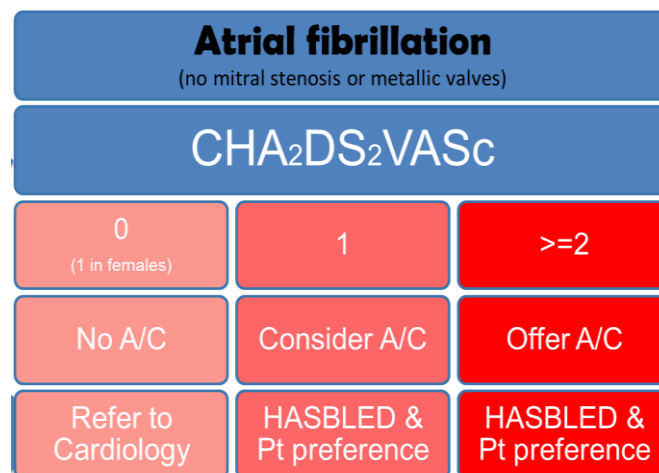 Atrial fibrillation
(no mitral stenosis or metallic valves)
CHA₂DS₂VASc
0
(1 in females)
1
>=2
No A/C
Consider A/C
Offer A/C
Refer to
Cardiology
HASBLED &
Pt preference
HASBLED &
Pt preference